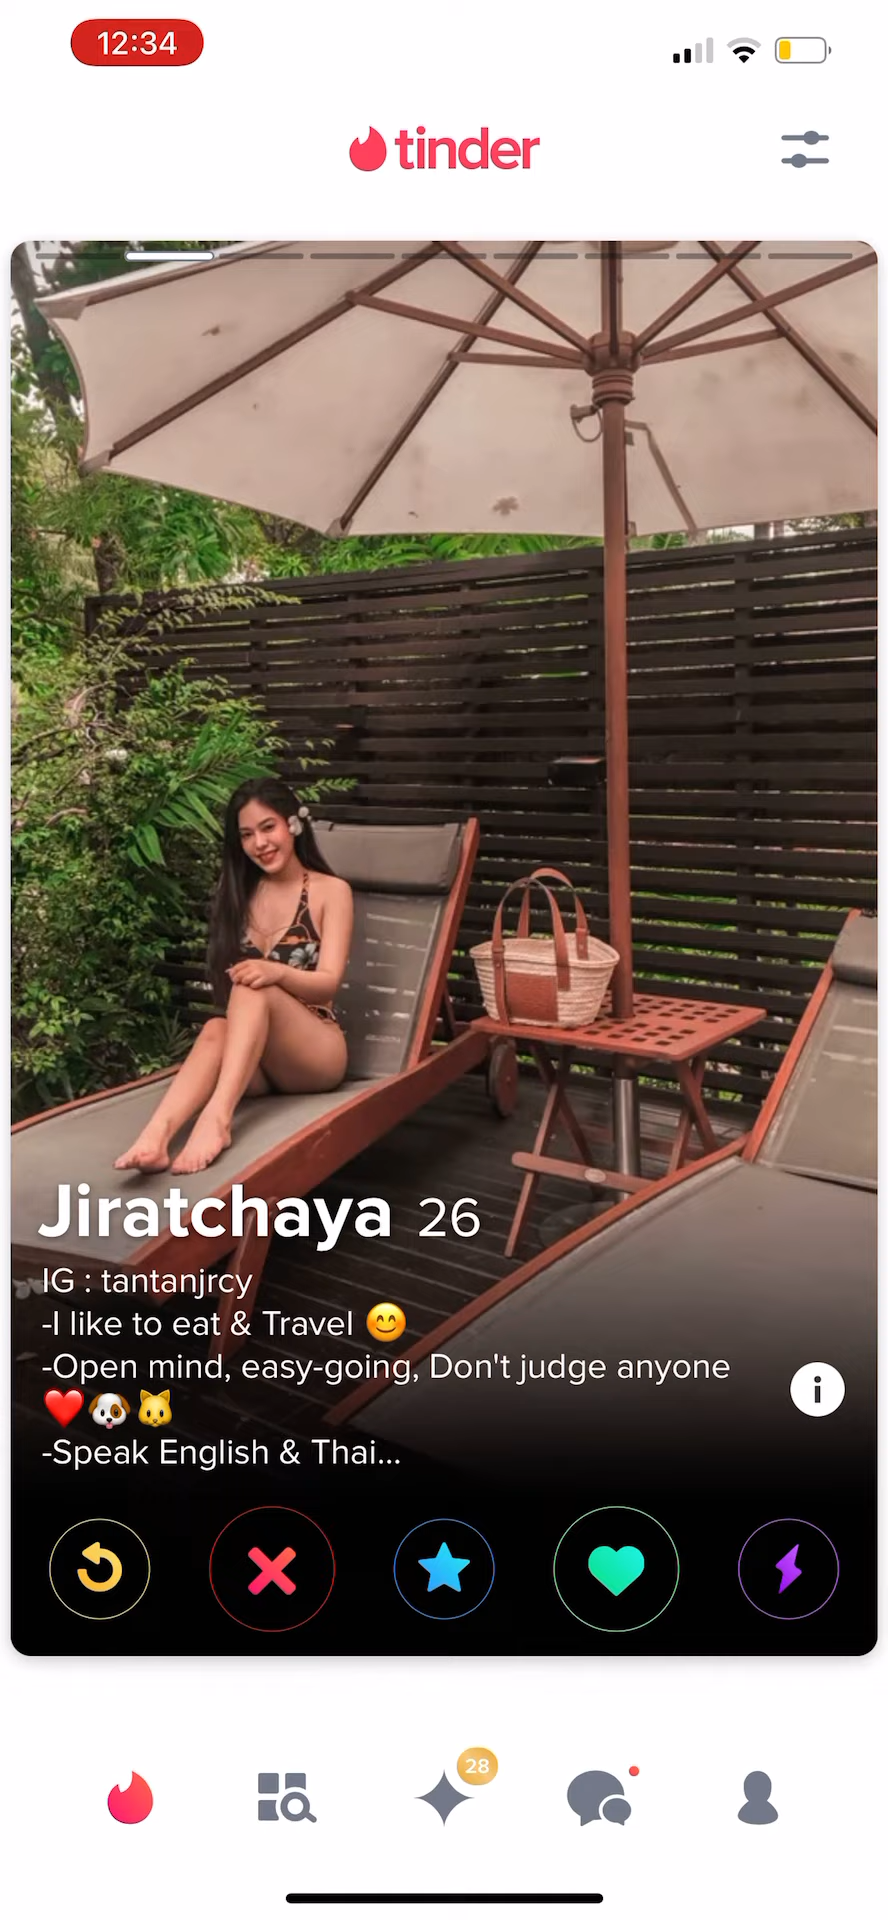 12:34
tinder
Jiratchaya 26
IG : tantanjrcy
-I like to eat & Travel 😊
-Open mind, easy-going, Don't judge anyone
❤️🐶🐱
-Speak English & Thai...
28